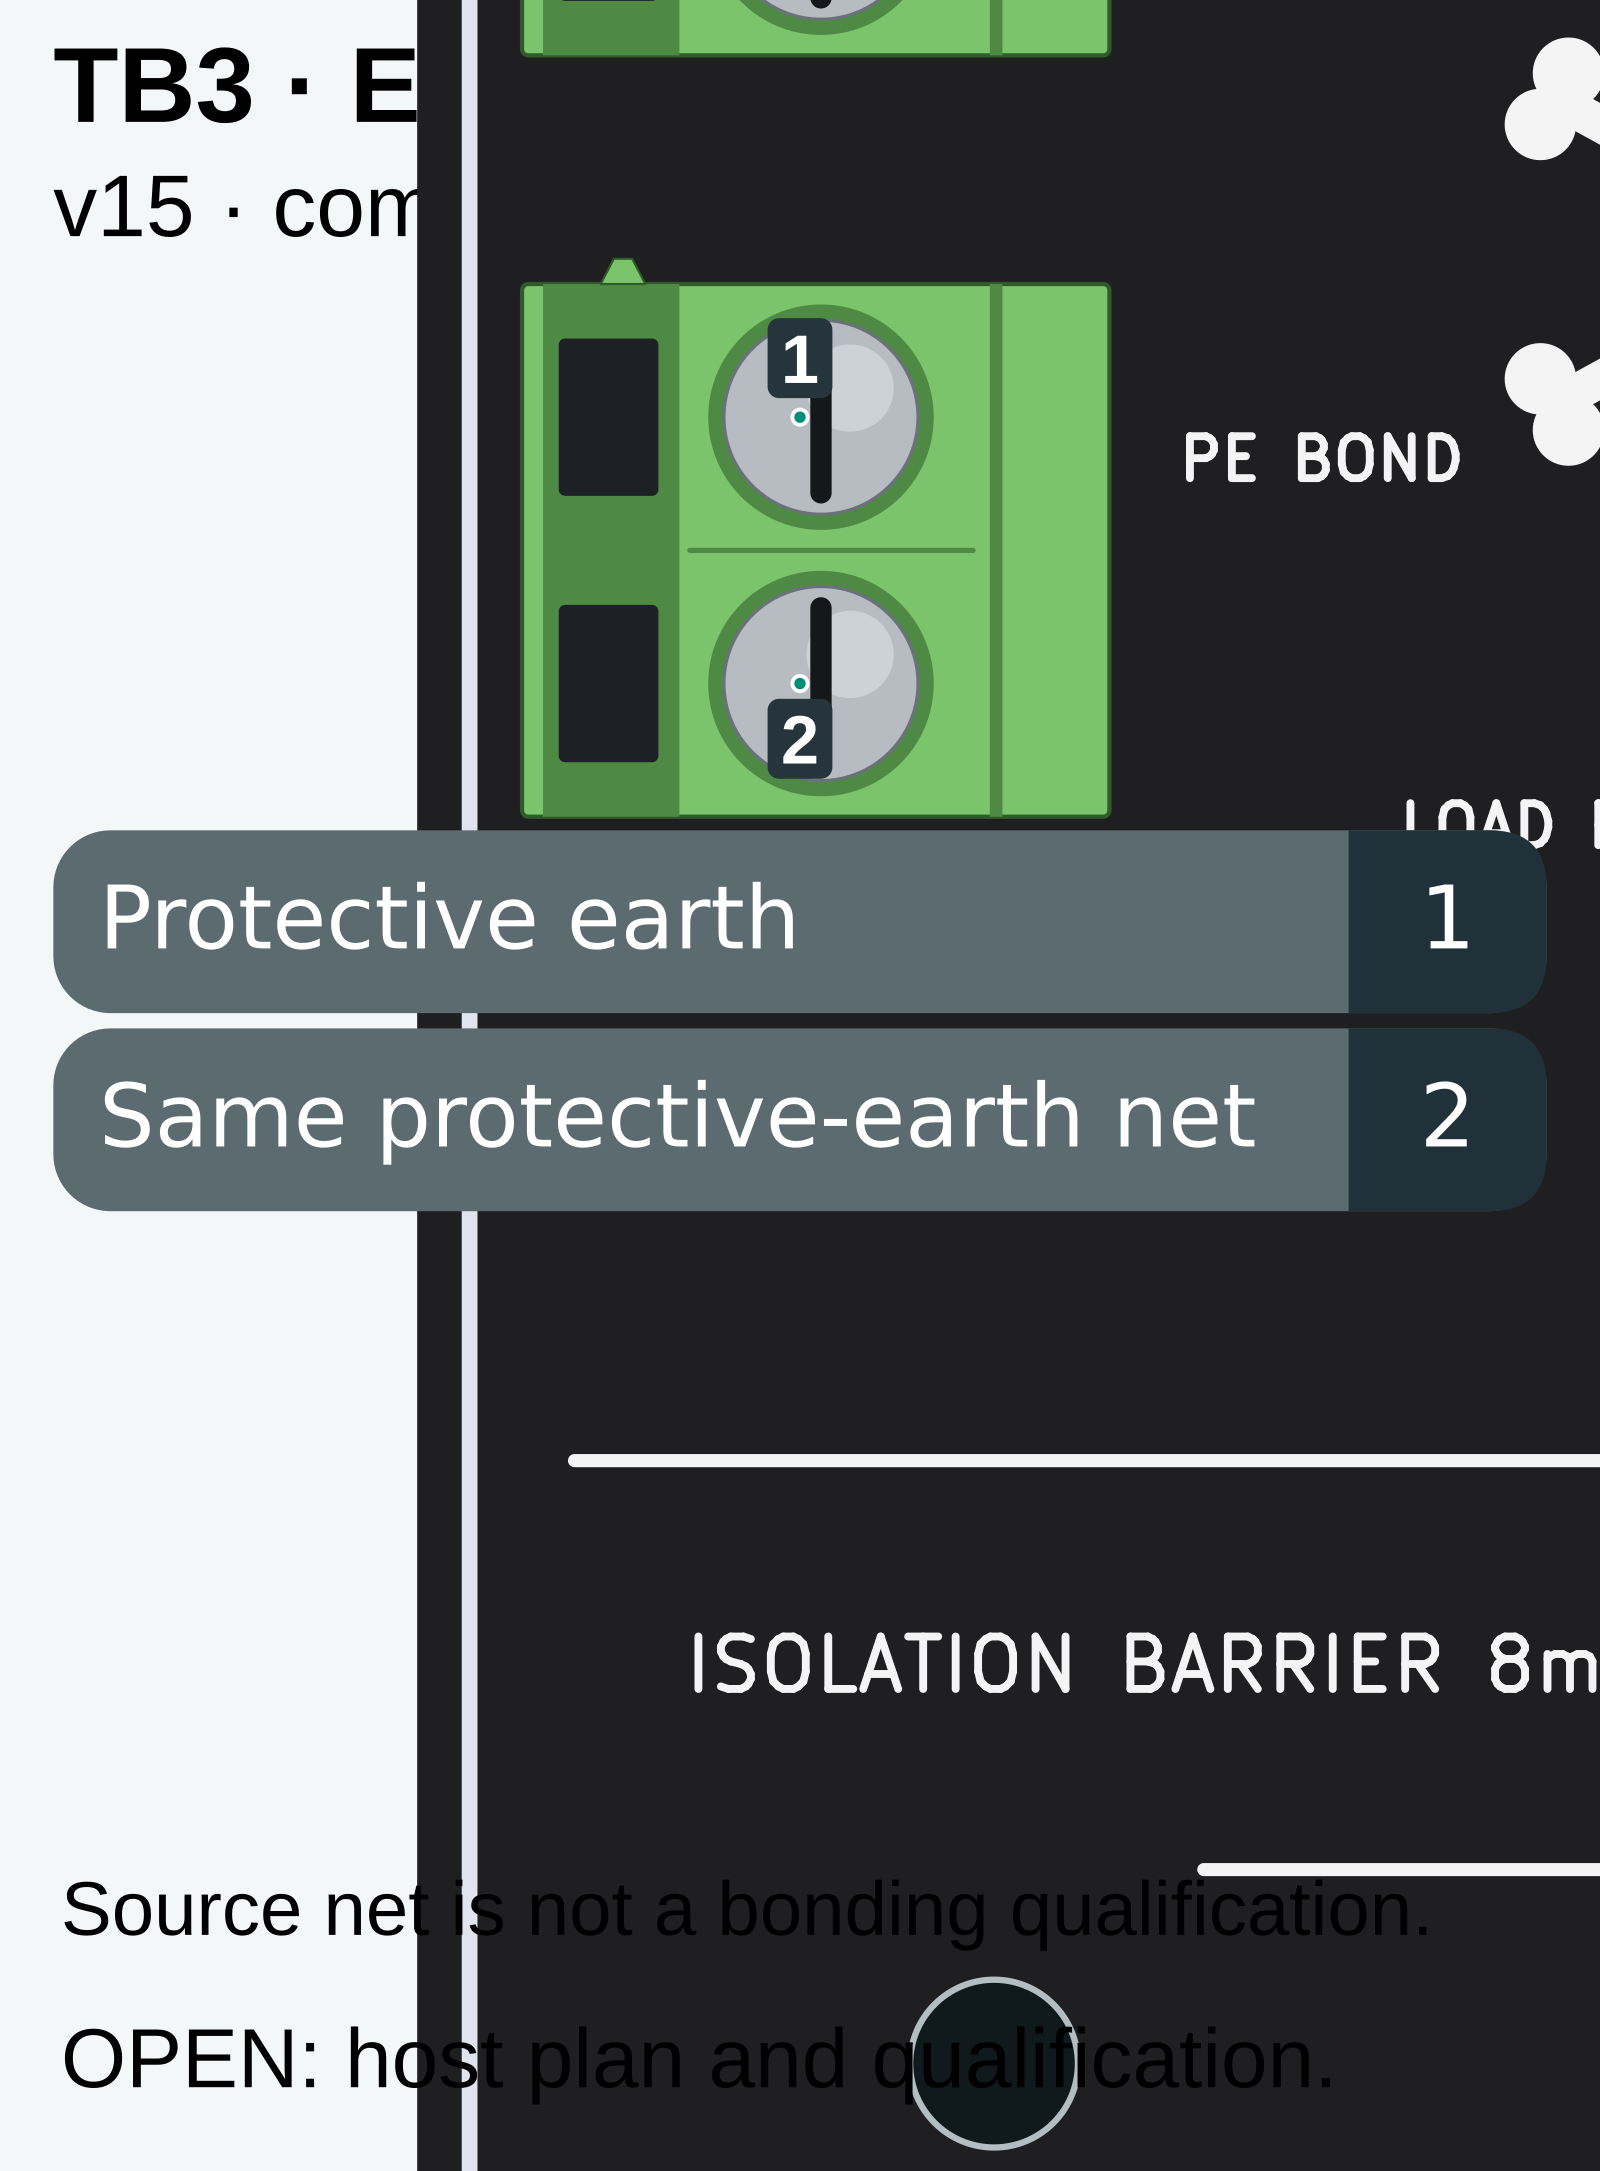 TB3 · E
v15 · com
1
PE BOND
2
LOAD
Protective earth 1
Same protective-earth net 2
ISOLATION BARRIER 8m
Source net is not a bonding qualification.
OPEN: host plan and qualification.